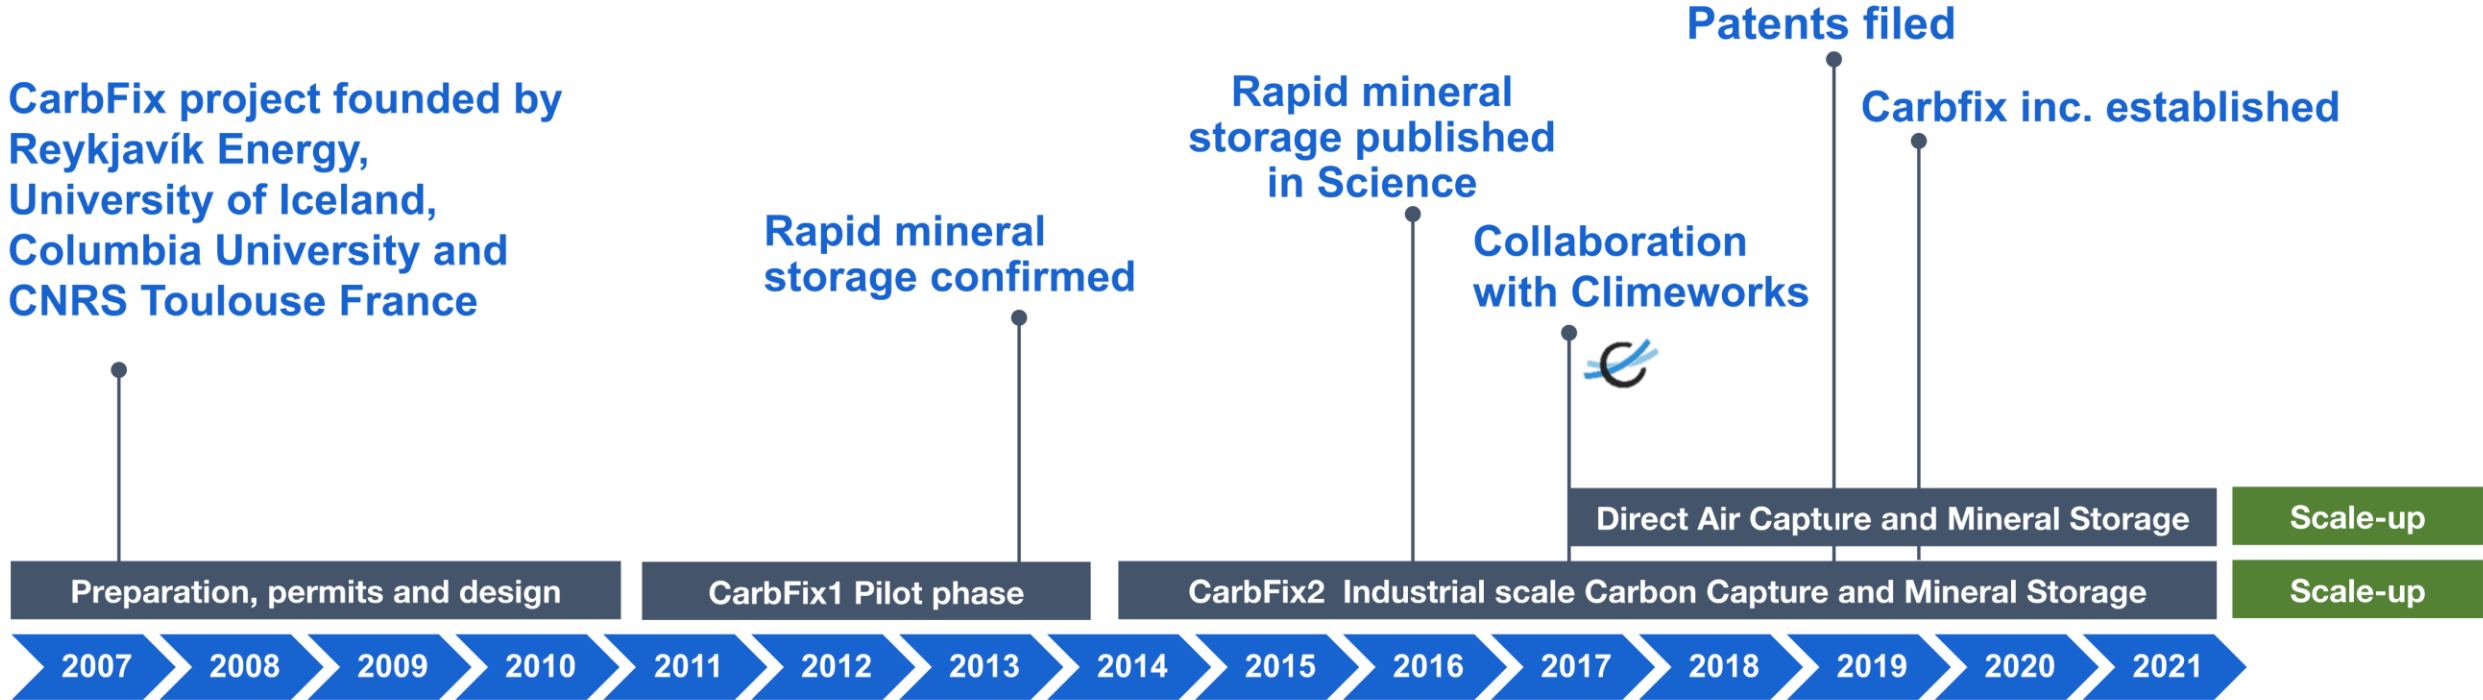 Patents filed
CarbFix project founded by
Reykjavík Energy,
University of Iceland,
Columbia University and
CNRS Toulouse France
Rapid mineral
storage confirmed
Rapid mineral
storage published
in Science
Collaboration
with Climeworks
Carbfix inc. established
Direct Air Capture and Mineral Storage
Scale-up
Preparation, permits and design
CarbFix1 Pilot phase
CarbFix2 Industrial scale Carbon Capture and Mineral Storage
Scale-up
2007 2008 2009 2010 2011 2012 2013 2014 2015 2016 2017 2018 2019 2020 2021